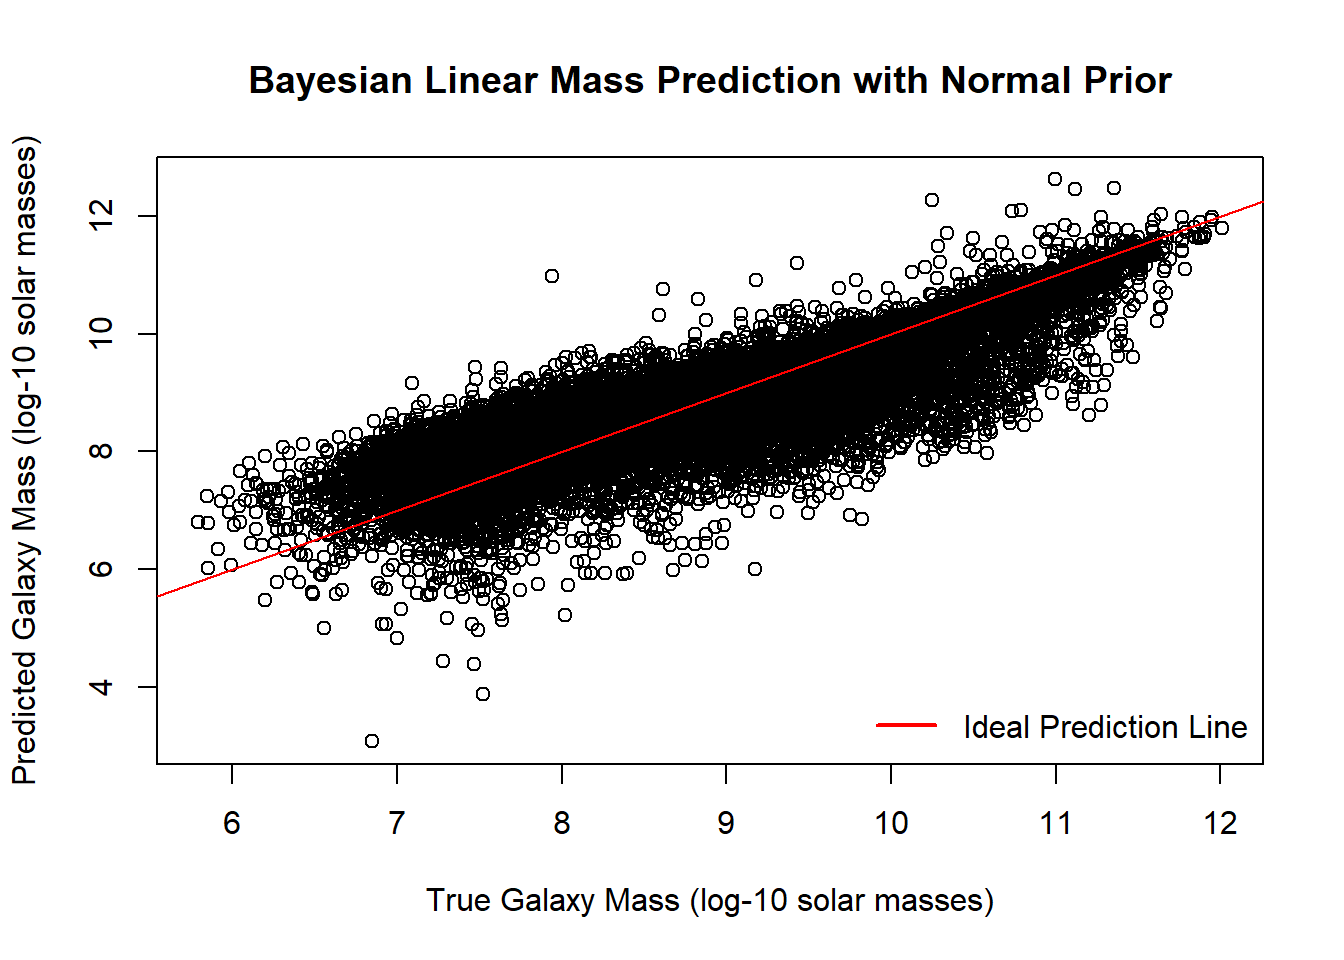 Bayesian Linear Mass Prediction with Normal Prior
Predicted Galaxy Mass (log-10 solar masses)
12
10
8
6
4
Ideal Prediction Line
6 7 8 9 10 11 12
True Galaxy Mass (log-10 solar masses)